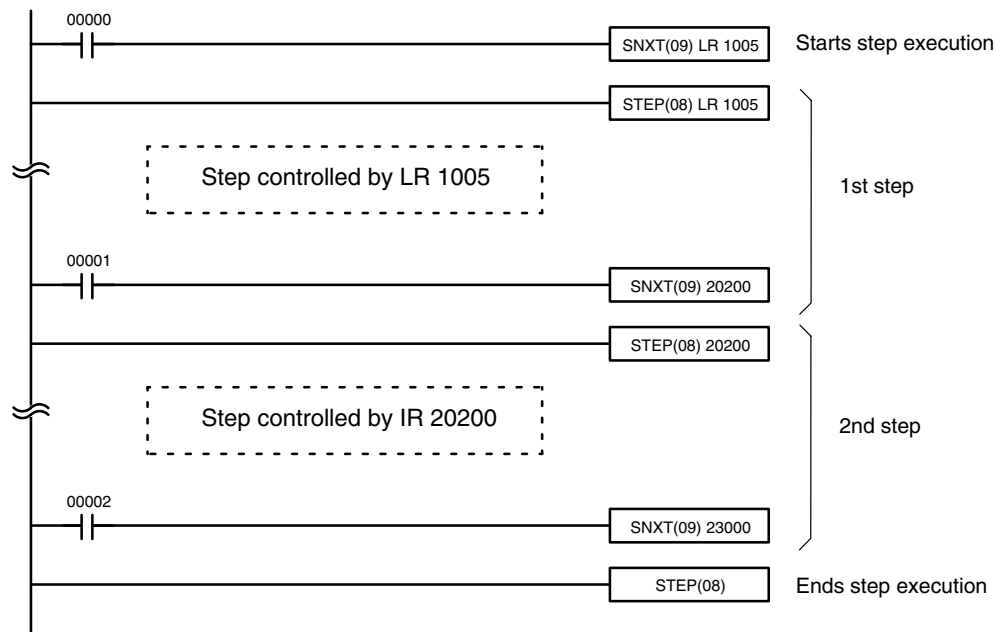 00000
SNXT(09) LR 1005
Starts step execution
STEP(08) LR 1005
Step controlled by LR 1005
1st step
00001
SNXT(09) 20200
STEP(08) 20200
Step controlled by IR 20200
2nd step
00002
SNXT(09) 23000
STEP(08)
Ends step execution